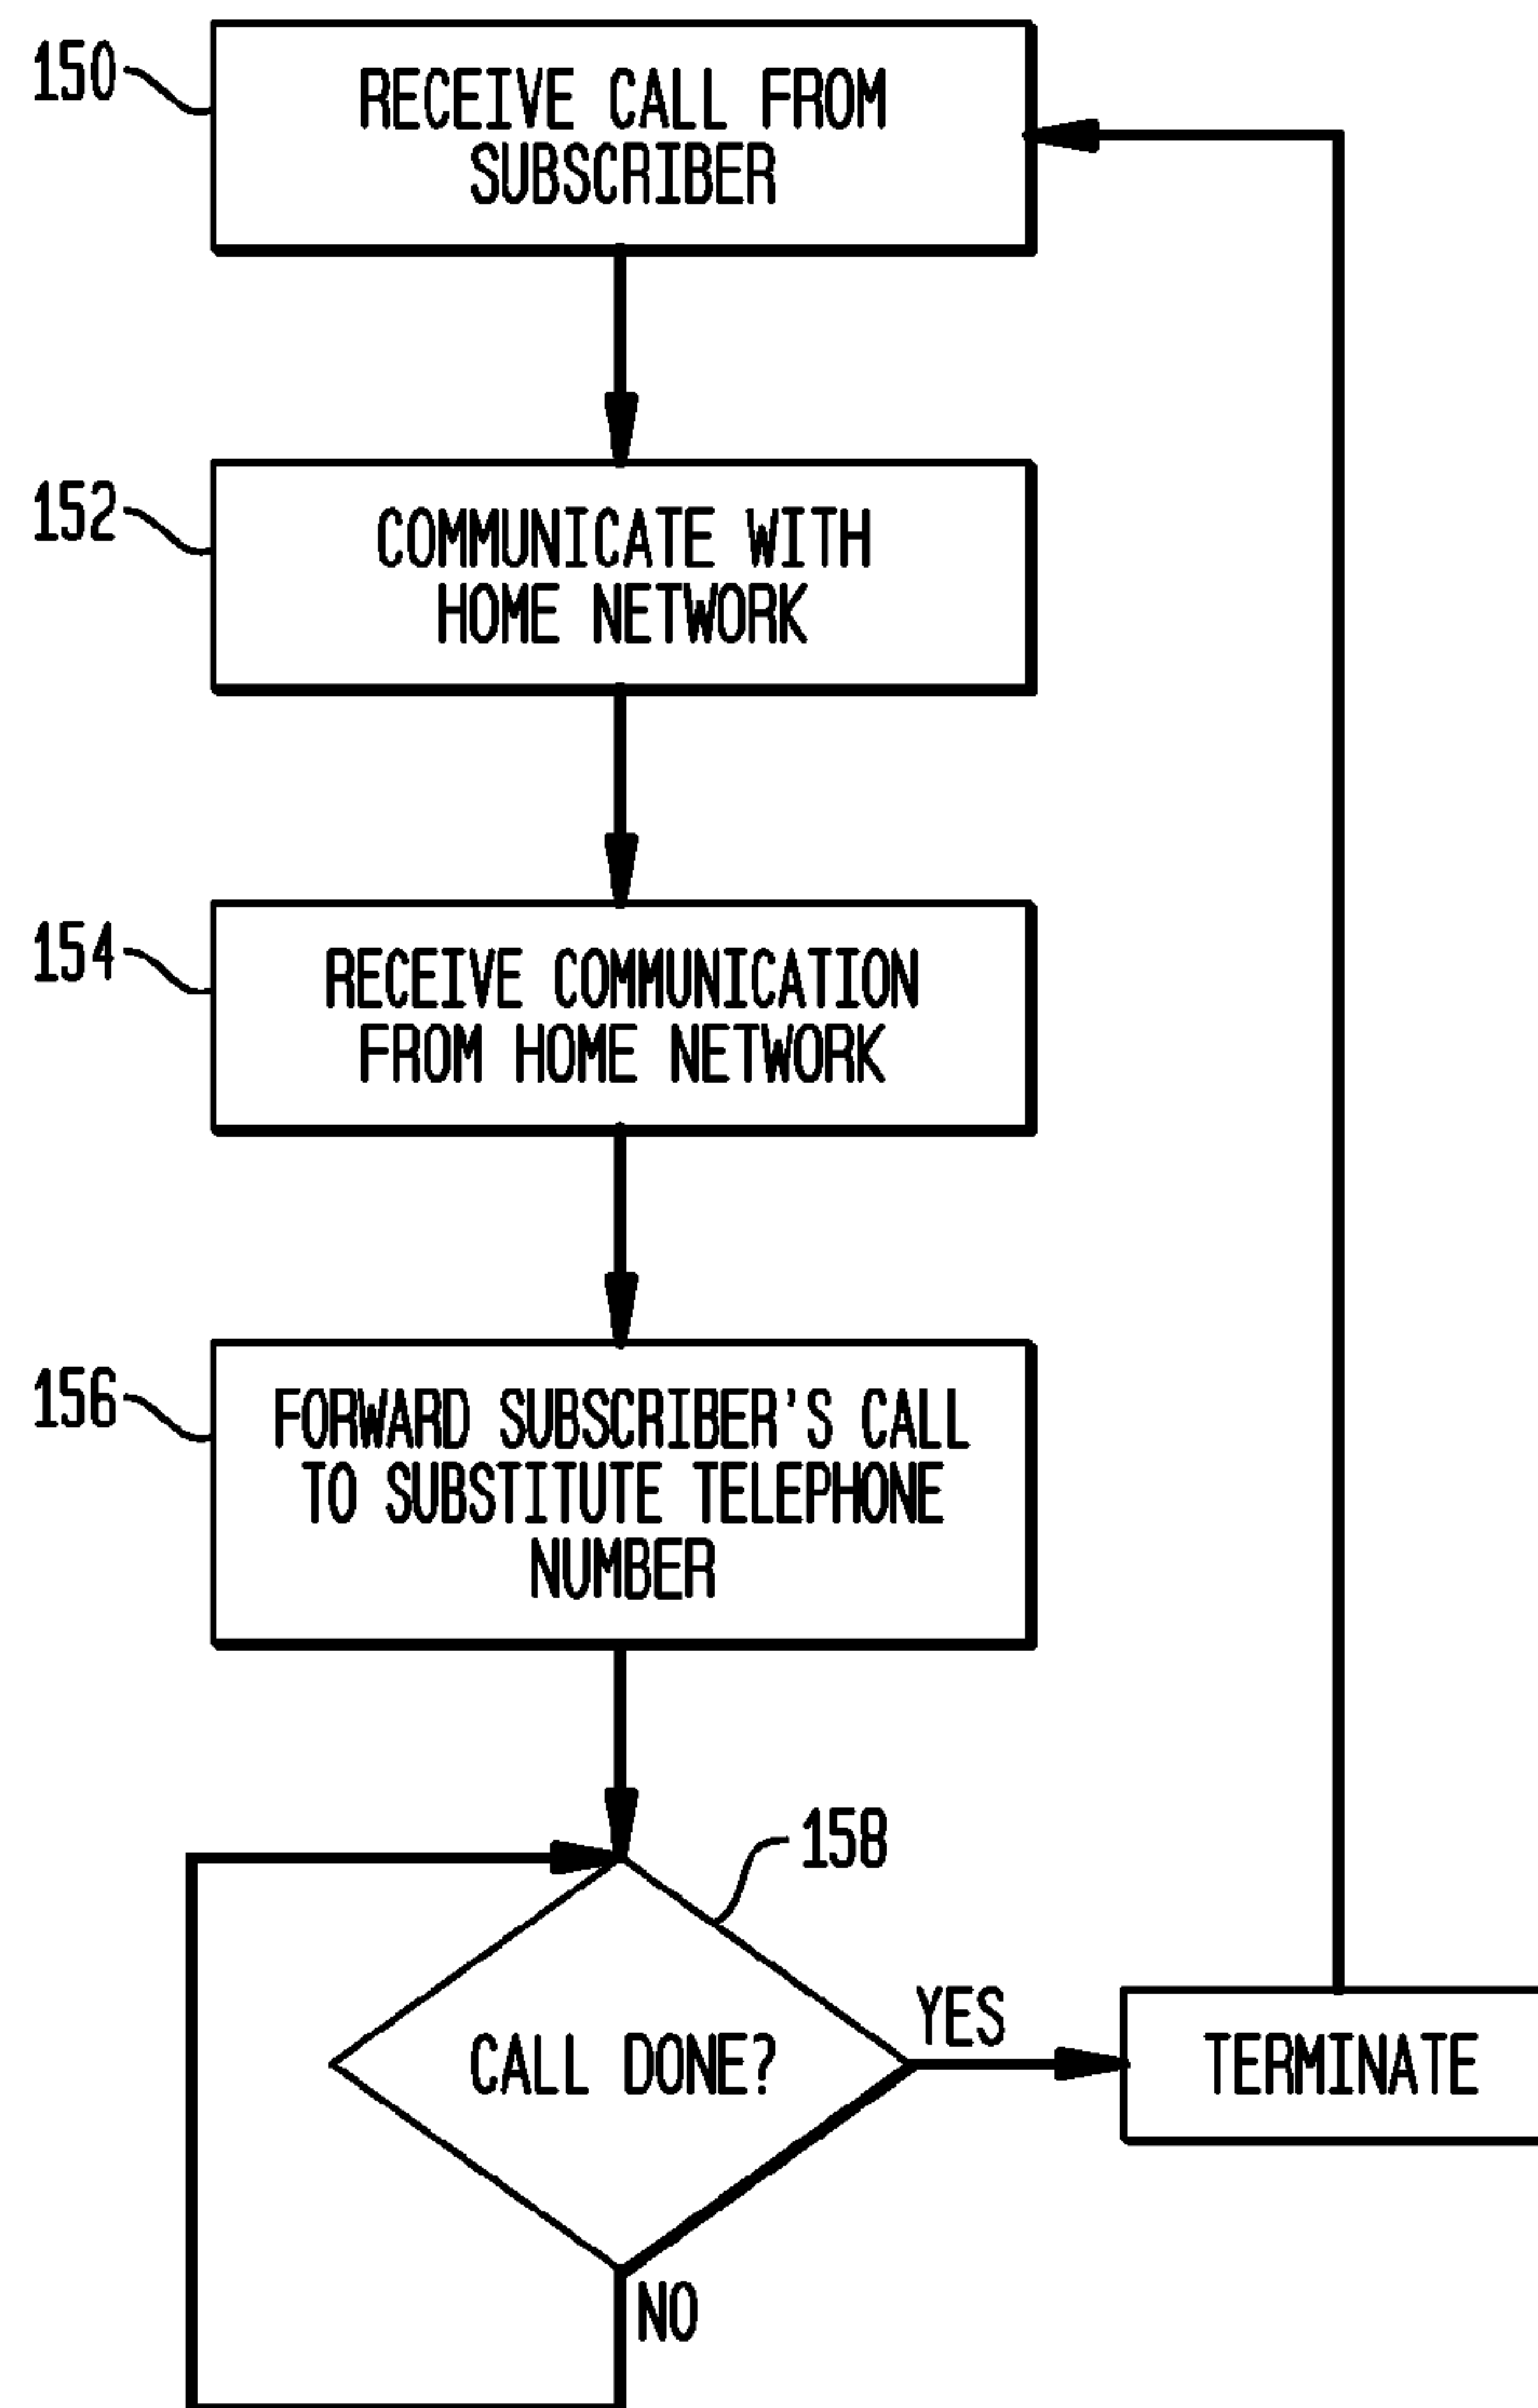 150
RECEIVE CALL FROM
SUBSCRIBER
152
COMMUNICATE WITH
HOME NETWORK
154
RECEIVE COMMUNICATION
FROM HOME NETWORK
156
FORWARD SUBSCRIBER'S CALL
TO SUBSTITUTE TELEPHONE
NUMBER
158
CALL DONE?
YES
TERMINATE
NO